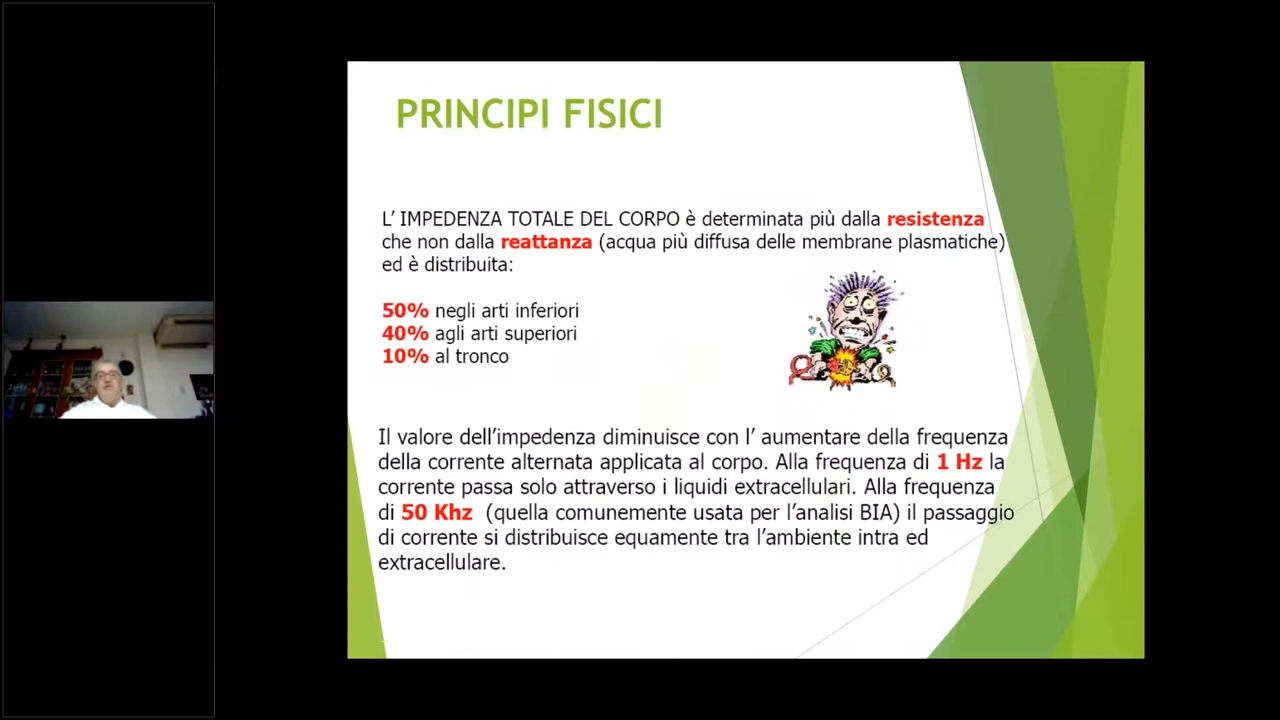 PRINCIPI FISICI
L' IMPEDENZA TOTALE DEL CORPO è determinata più dalla resistenza
che non dalla reattanza (acqua più diffusa delle membrane plasmatiche)
ed è distribuita:
50% negli arti inferiori
40% agli arti superiori
10% al tronco
Il valore dell'impedenza diminuisce con l' aumentare della frequenza
della corrente alternata applicata al corpo. Alla frequenza di 1 Hz la
corrente passa solo attraverso i liquidi extracellulari. Alla frequenza
di 50 Khz (quella comunemente usata per l'analisi BIA) il passaggio
di corrente si distribuisce equamente tra l'ambiente intra ed
extracellulare.